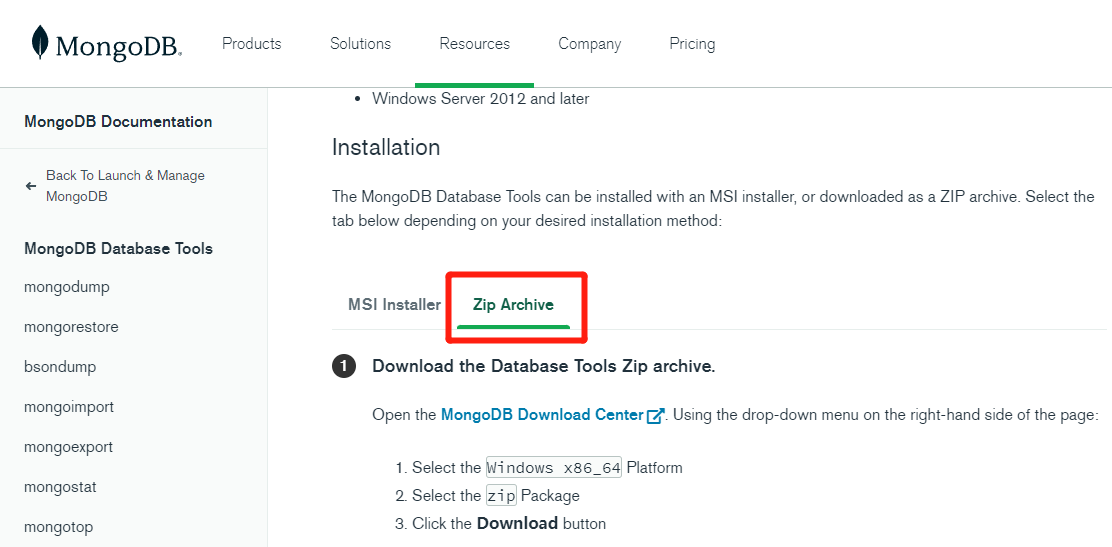 MongoDB.
Products
Solutions
Resources
Company
Pricing
MongoDB Documentation
Back To Launch & Manage
MongoDB
MongoDB Database Tools
mongodump
mongorestore
bsondump
mongoimport
mongoexport
mongostat
mongotop
• Windows Server 2012 and later
Installation
The MongoDB Database Tools can be installed with an MSI installer, or downloaded as a ZIP archive. Select the
tab below depending on your desired installation method:
MSI Installer
Zip Archive
1 Download the Database Tools Zip archive.
Open the MongoDB Download Center. Using the drop-down menu on the right-hand side of the page:
1. Select the Windows x86_64 Platform
2. Select the zip Package
3. Click the Download button